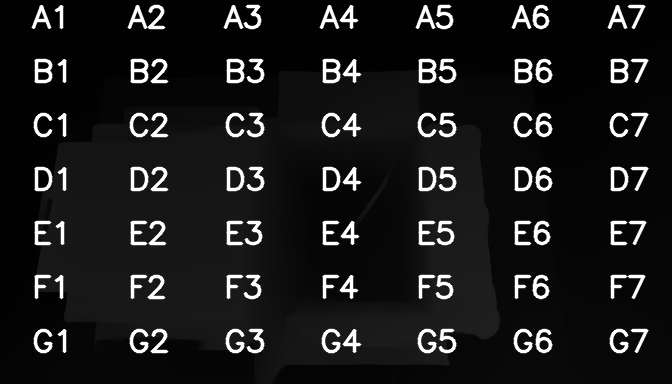 A1 A2 A3 A4 A5 A6 A7
B1 B2 B3 B4 B5 B6 B7
C1 C2 C3 C4 C5 C6 C7
D1 D2 D3 D4 D5 D6 D7
E1 E2 E3 E4 E5 E6 E7
F1 F2 F3 F4 F5 F6 F7
G1 G2 G3 G4 G5 G6 G7